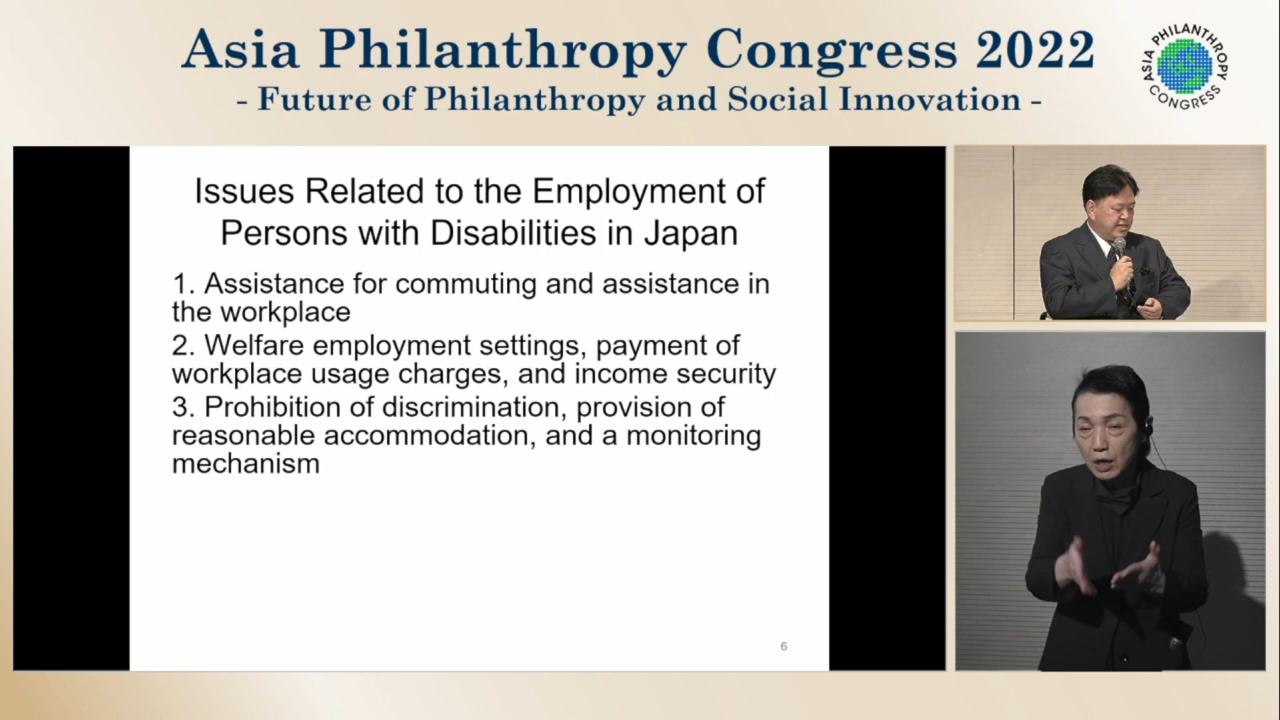 Asia Philanthropy Congress 2022
- Future of Philanthropy and Social Innovation -
ASIA PHILANTHROPY CONGRESS
Issues Related to the Employment of
Persons with Disabilities in Japan
1. Assistance for commuting and assistance in
the workplace
2. Welfare employment settings, payment of
workplace usage charges, and income security
3. Prohibition of discrimination, provision of
reasonable accommodation, and a monitoring
mechanism
6